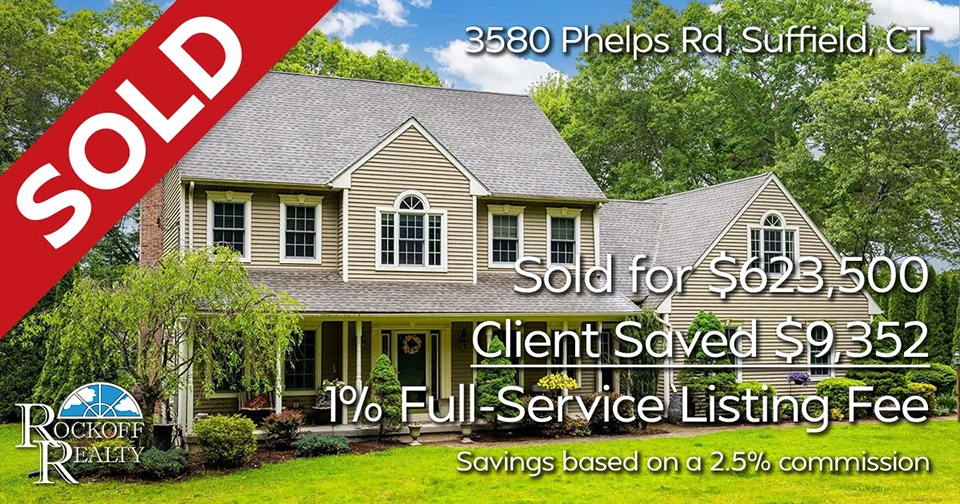 SOLD
3580 Phelps Rd, Suffield, CT
Sold for $623,500
Client Saved $9,352
1% Full-Service Listing Fee
Savings based on a 2.5% commission
ROCKOFF
REALTY